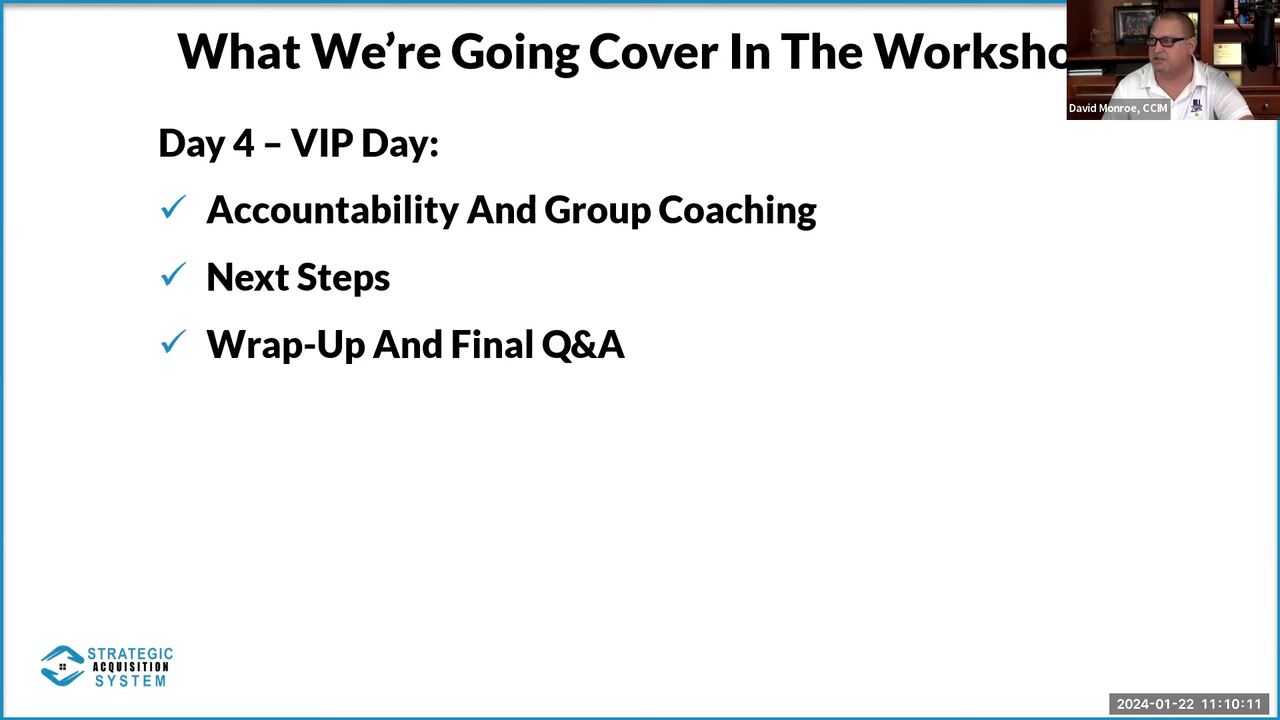 What We’re Going Cover In The Worksho
David Monroe, CCIM
Day 4 – VIP Day:
✓ Accountability And Group Coaching
✓ Next Steps
✓ Wrap-Up And Final Q&A
STRATEGIC
ACQUISITION
SYSTEM
2024-01-22 11:10:11